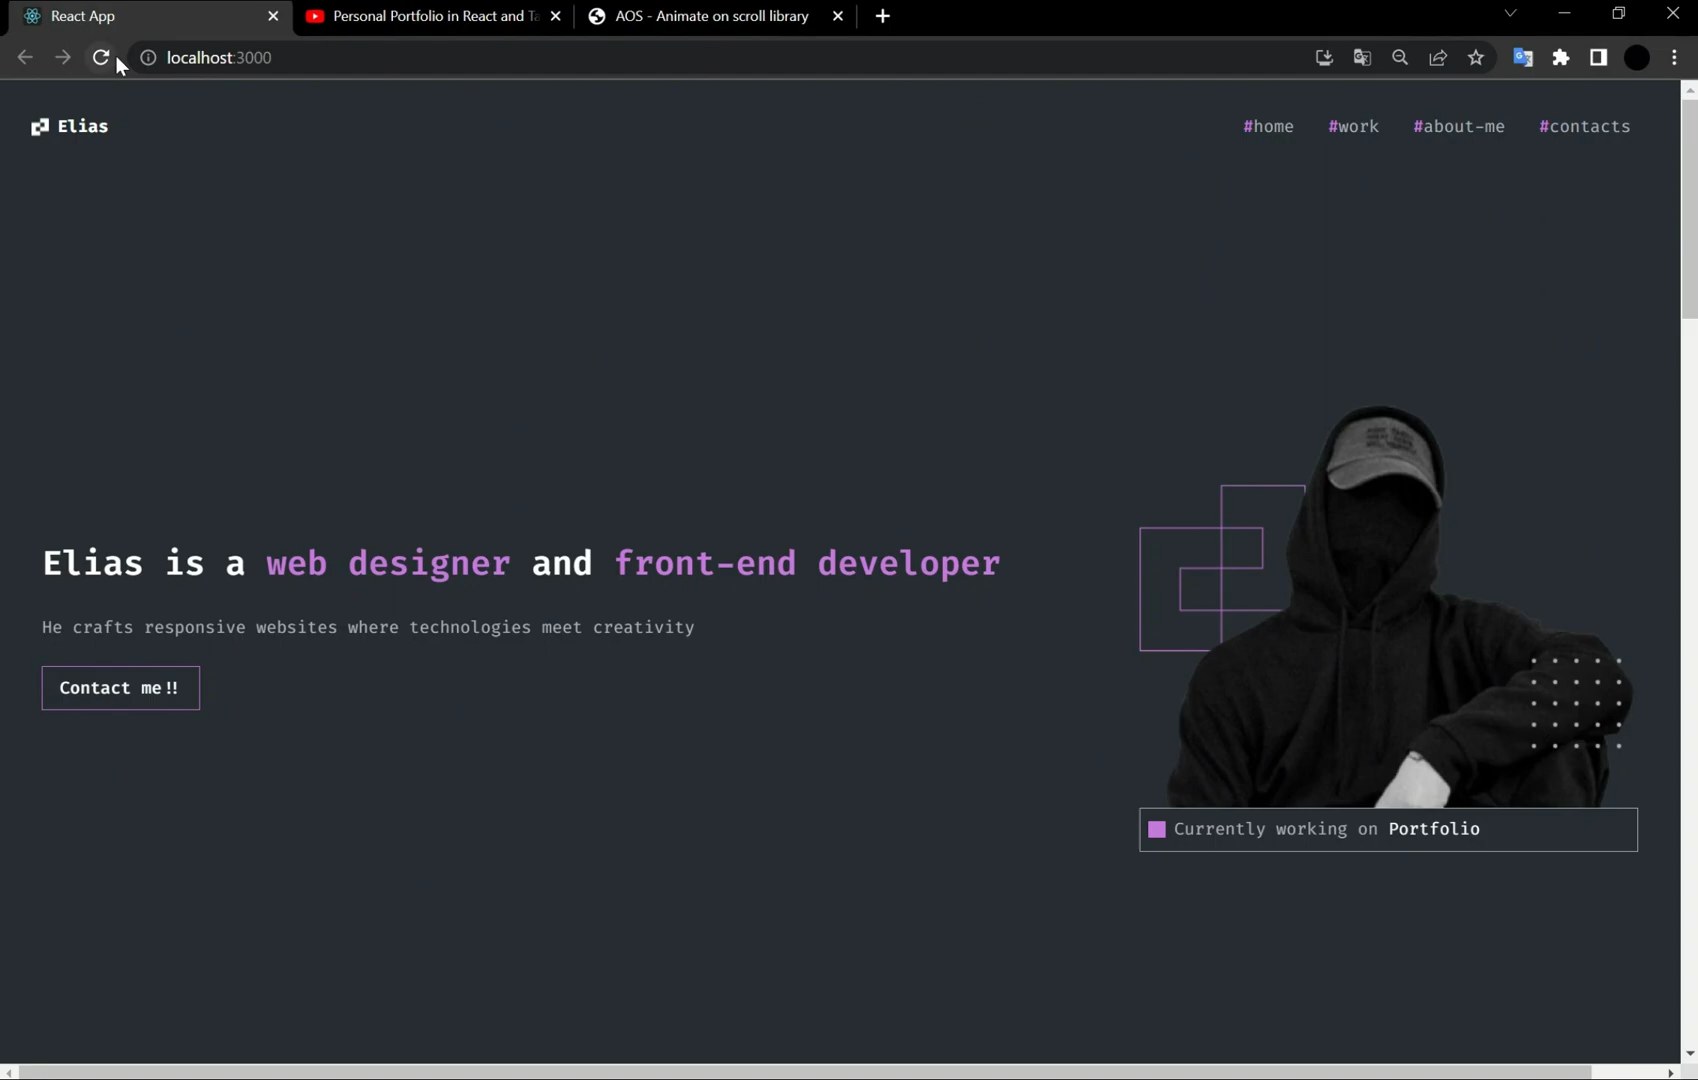 React App
Personal Portfolio in React and Ta
AOS - Animate on scroll library
localhost:3000
Elias
#home #work #about-me #contacts
Elias is a web designer and front-end developer
He crafts responsive websites where technologies meet creativity
Contact me!!
Currently working on Portfolio